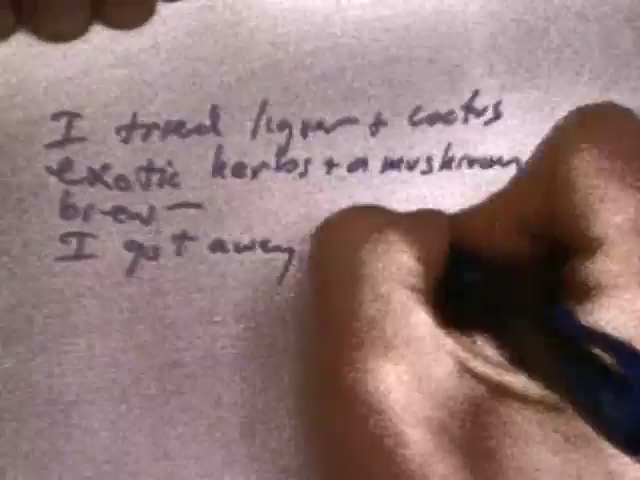 I tried liquor + cactus
exotic herbs + a mushroom
brew—
I got away